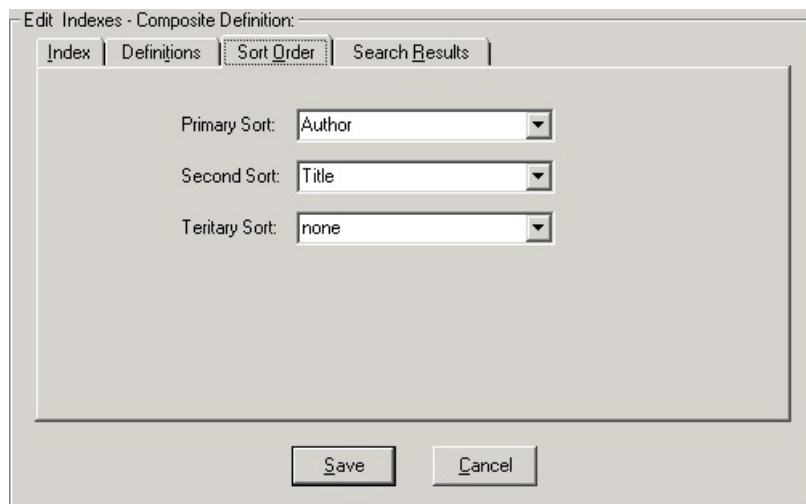 Edit Indexes - Composite Definition:
Index Definitions Sort Order Search Results
Primary Sort: Author
Second Sort: Title
Teritary Sort: none
Save Cancel